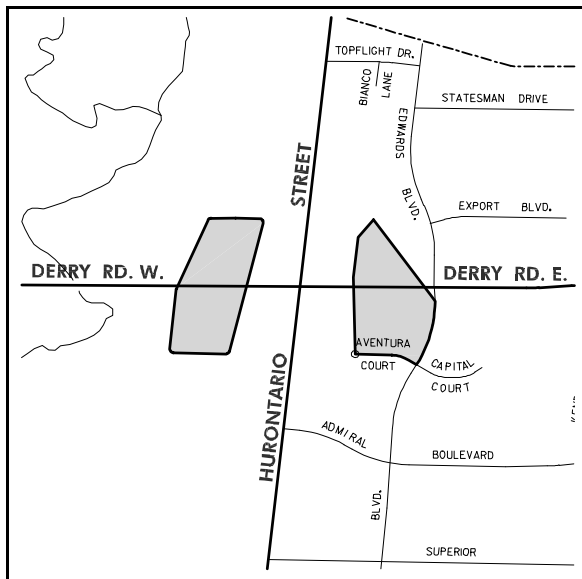 TOPFLIGHT DR.
BIANCO
LANE
STATESMAN DRIVE
EDWARDS
BLVD.
STREET
EXPORT BLVD.
DERRY RD. W.
DERRY RD. E.
AVENTURA
COURT
CAPITAL
COURT
HURONTARIO
ADMIRAL
BOULEVARD
BLVD.
SUPERIOR